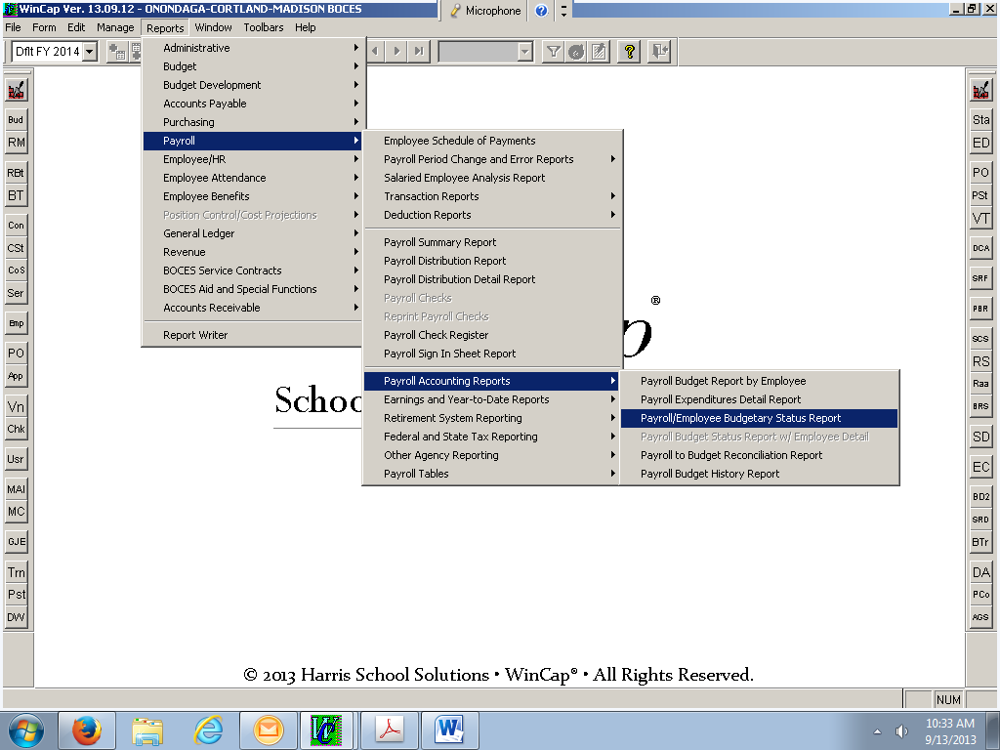 WinCap Ver. 13.09.12 - ONONDAGA-CORTLAND-MADISON BOCES
Microphone
File Form Edit Manage Reports Window Toolbars Help
Dflt FY 2014
Administrative
Budget
Budget Development
Accounts Payable
Purchasing
Payroll
Employee/HR
Employee Attendance
Employee Benefits
Position Control/Cost Projections
General Ledger
Revenue
BOCES Service Contracts
BOCES Aid and Special Functions
Accounts Receivable
Report Writer
Employee Schedule of Payments
Payroll Period Change and Error Reports
Salaried Employee Analysis Report
Transaction Reports
Deduction Reports
Payroll Summary Report
Payroll Distribution Report
Payroll Distribution Detail Report
Payroll Checks
Reprint Payroll Checks
Payroll Check Register
Payroll Sign In Sheet Report
Payroll Accounting Reports
Earnings and Year-to-Date Reports
Retirement System Reporting
Federal and State Tax Reporting
Other Agency Reporting
Payroll Tables
Payroll Budget Report by Employee
Payroll Expenditures Detail Report
Payroll/Employee Budgetary Status Report
Payroll Budget Status Report w/ Employee Detail
Payroll to Budget Reconciliation Report
Payroll Budget History Report
Bud
RM
RBt
BT
Con
CSt
CoS
Ser
Emp
PO
App
Vn
Chk
Usr
MAI
MC
GJE
Trn
Pst
DW
Sta
ED
PO
PSt
VT
DCA
SRF
PBR
SCS
RS
Raa
BRS
SD
EC
BD2
SRD
BTr
DA
PCo
AGS
p®
Schoo
© 2013 Harris School Solutions • WinCap® • All Rights Reserved.
NUM
10:33 AM
9/13/2013